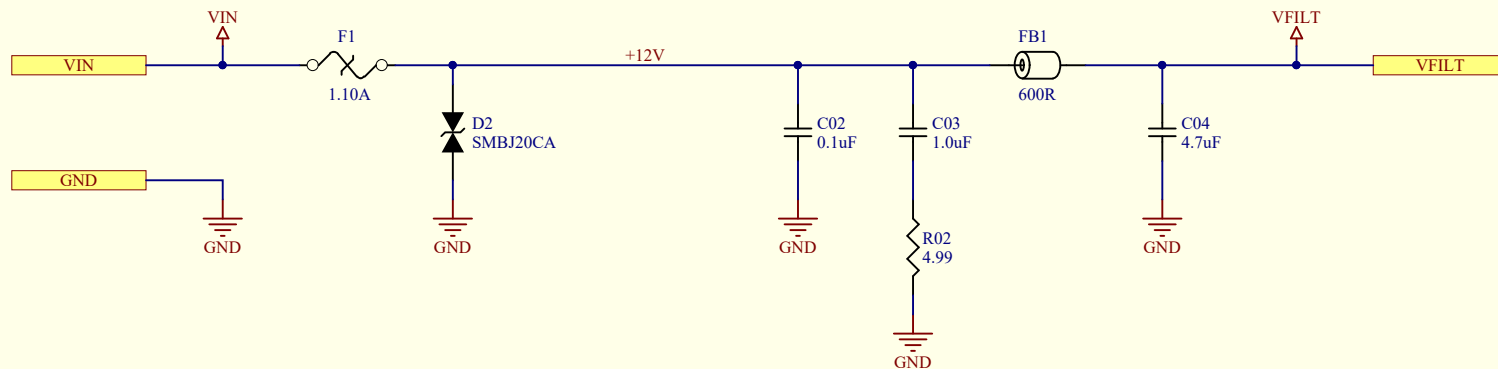 VIN
VFILT
F1
+12V
FB1
VIN
VFILT
1.10A
600R
D2
SMBJ20CA
C02
0.1uF
C03
1.0uF
C04
4.7uF
GND
GND
GND
GND
GND
R02
4.99
GND